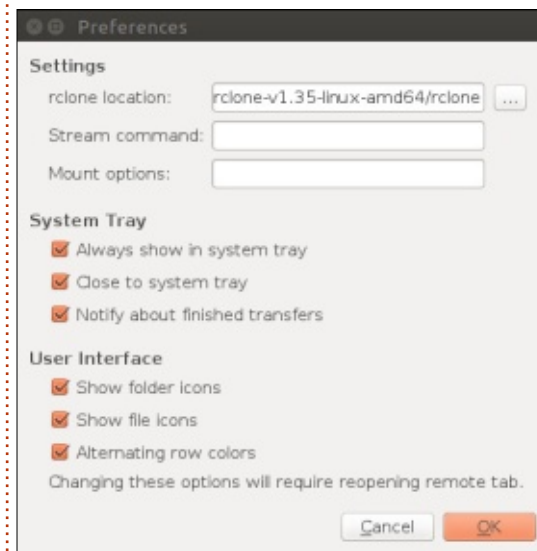 Preferences
Settings
rclone location: rclone-v1.35-linux-amd64/rclone ...
Stream command:
Mount options:
System Tray
Always show in system tray
Close to system tray
Notify about finished transfers
User Interface
Show folder icons
Show file icons
Alternating row colors
Changing these options will require reopening remote tab.
Cancel OK